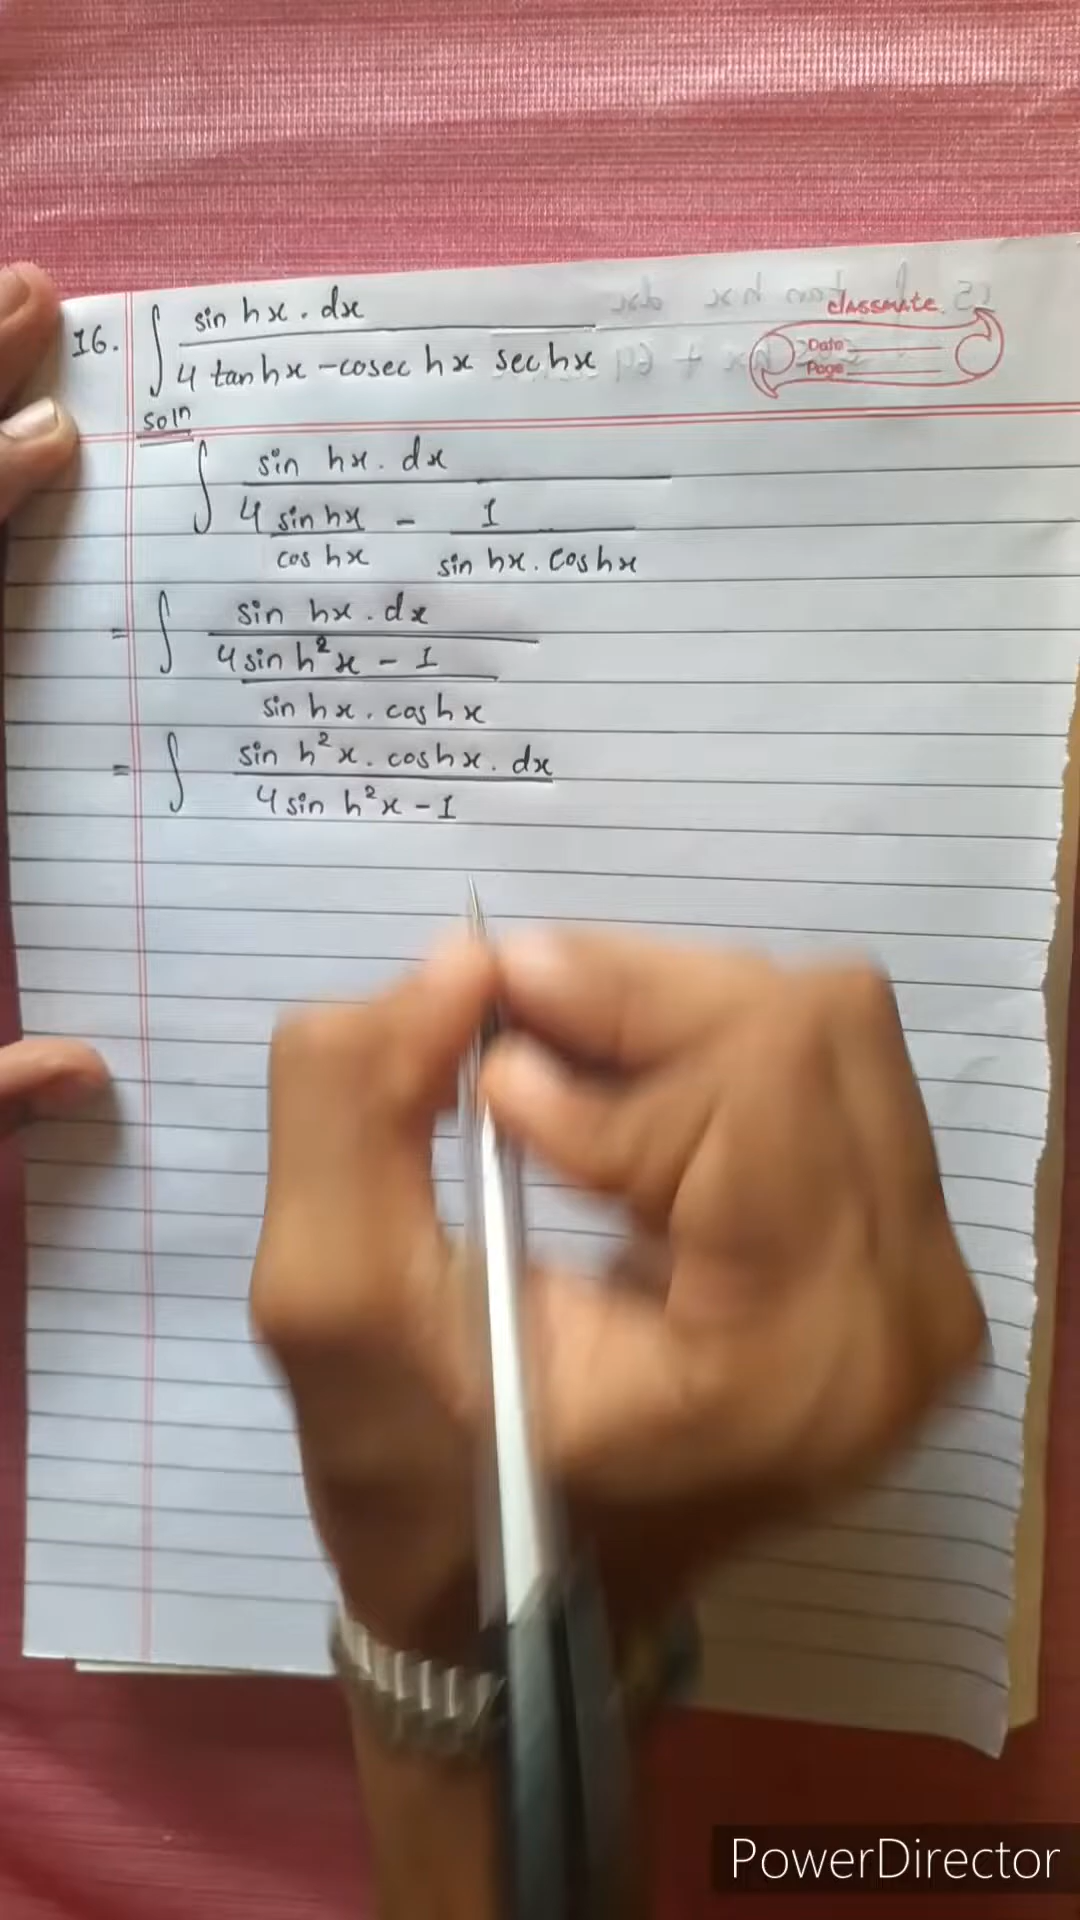 16. ∫ sin hx . dx
4 tanhx - cosec hx sec hx
classmate
Date
Page
Soln
∫ sin hx . dx
4 sin hx - 1
cos hx sin hx . cos hx
= ∫ sin hx . dx
4 sin h²x - 1
sin hx . cos hx
= ∫ sin h²x . cos hx . dx
4 sin h²x - 1
PowerDirector